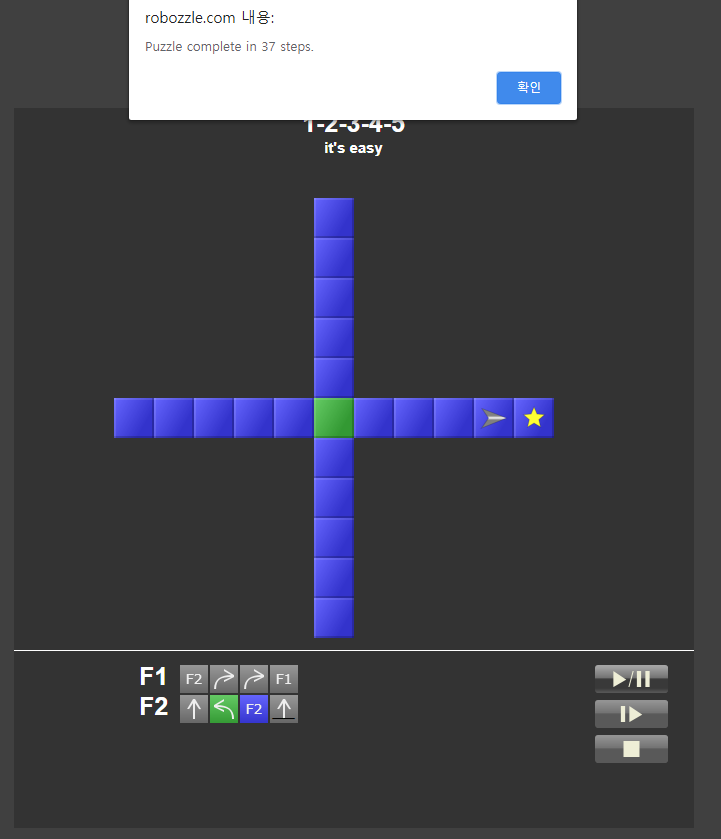 robozzle.com 내용:
Puzzle complete in 37 steps.
확인
1-2-3-4-5
it's easy
F1 F2 F1
F2 F2